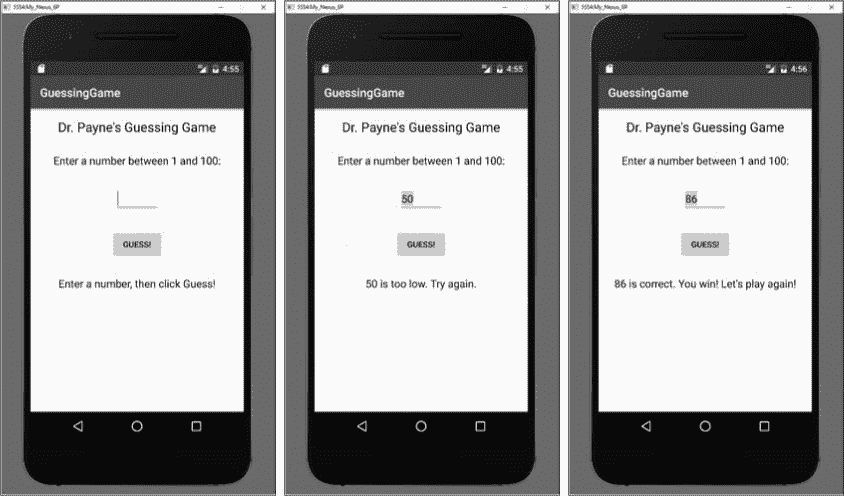 5554:My_Nexus_6P
4:55
GuessingGame
Dr. Payne's Guessing Game
Enter a number between 1 and 100:
GUESS!
Enter a number, then click Guess!
5554:My_Nexus_6P
4:55
GuessingGame
Dr. Payne's Guessing Game
Enter a number between 1 and 100:
50
GUESS!
50 is too low. Try again.
5554:My_Nexus_6P
4:56
GuessingGame
Dr. Payne's Guessing Game
Enter a number between 1 and 100:
86
GUESS!
86 is correct. You win! Let's play again!